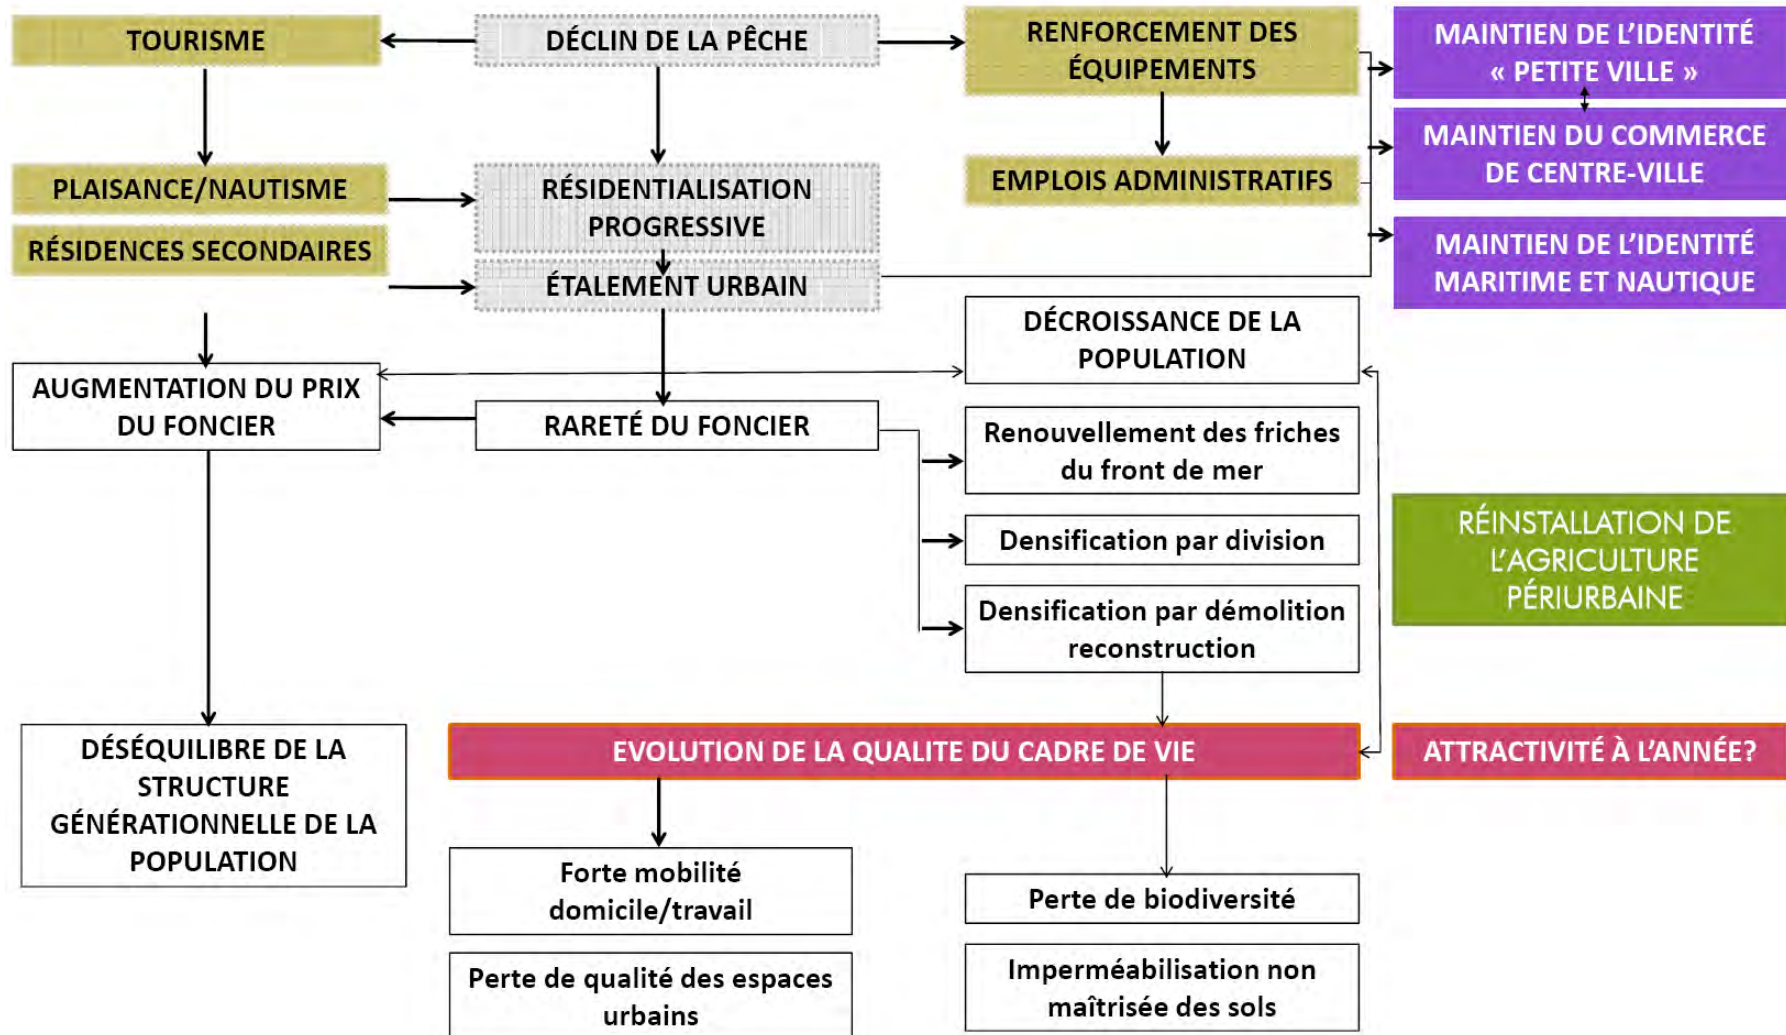 TOURISME
DÉCLIN DE LA PÊCHE
RENFORCEMENT DES
ÉQUIPEMENTS
MAINTIEN DE L’IDENTITÉ
« PETITE VILLE »
PLAISANCE/NAUTISME
RÉSIDENTIALISATION
PROGRESSIVE
EMPLOIS ADMINISTRATIFS
MAINTIEN DU COMMERCE
DE CENTRE-VILLE
RÉSIDENCES SECONDAIRES
ÉTALEMENT URBAIN
MAINTIEN DE L’IDENTITÉ
MARITIME ET NAUTIQUE
DÉCROISSANCE DE LA
POPULATION
AUGMENTATION DU PRIX
DU FONCIER
RARETÉ DU FONCIER
Renouvellement des friches
du front de mer
Densification par division
Densification par démolition
reconstruction
RÉINSTALLATION DE
L’AGRICULTURE
PÉRIURBAINE
DÉSÉQUILIBRE DE LA
STRUCTURE
GÉNÉRATIONNELLE DE LA
POPULATION
EVOLUTION DE LA QUALITE DU CADRE DE VIE
ATTRACTIVITÉ À L’ANNÉE?
Forte mobilité
domicile/travail
Perte de biodiversité
Perte de qualité des espaces
urbains
Imperméabilisation non
maîtrisée des sols